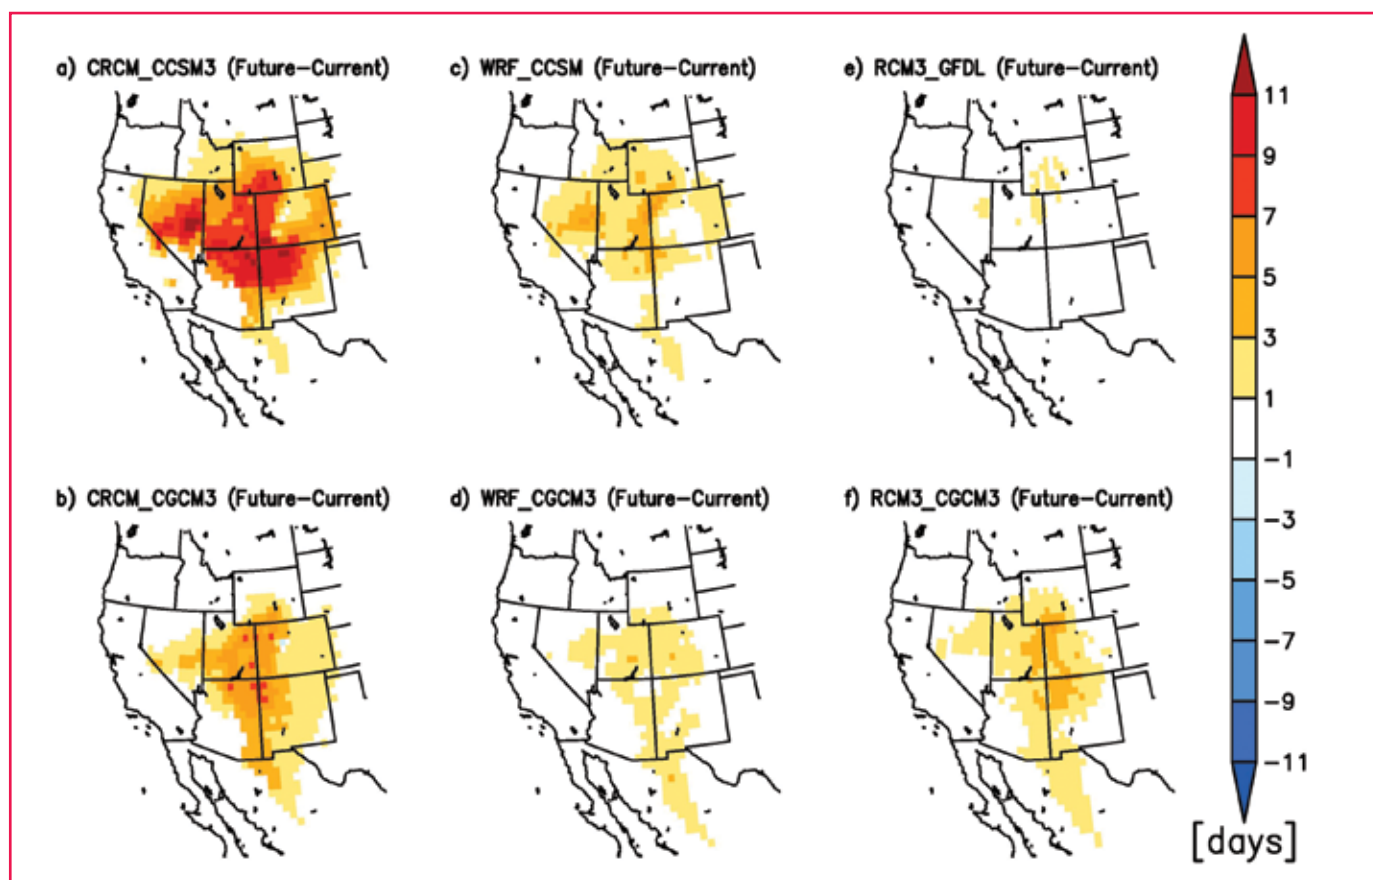 a) CRCM_CCSM3 (Future-Current)
c) WRF_CCSM (Future-Current)
e) RCM3_GFDL (Future-Current)
b) CRCM_CGCM3 (Future-Current)
d) WRF_CGCM3 (Future-Current)
f) RCM3_CGCM3 (Future-Current)
11
9
7
5
3
1
-1
-3
-5
-7
-9
-11
[days]